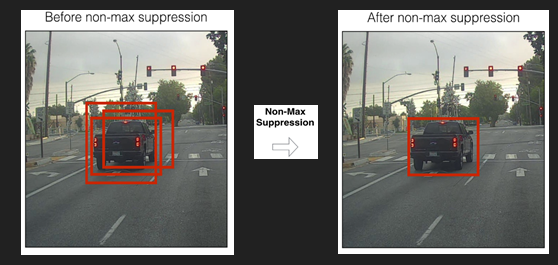 Before non-max suppression
After non-max suppression
Non-Max
Suppression